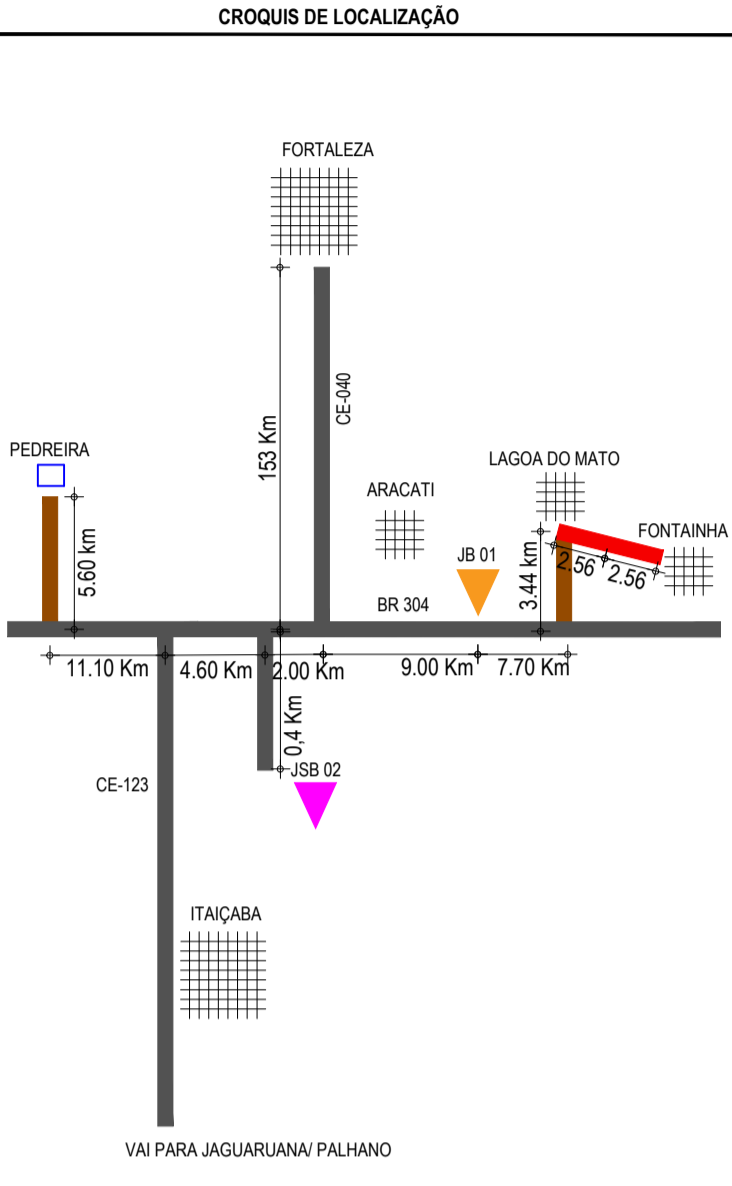 CROQUIS DE LOCALIZAÇÃO
FORTALEZA
153 Km
CE-040
PEDREIRA
5.60 km
ARACATI
LAGOA DO MATO
FONTAINHA
JB 01
3.44 km
2.56
2.56
BR 304
11.10 Km
4.60 Km
2.00 Km
9.00 Km
7.70 Km
0,4 Km
JSB 02
CE-123
ITAIÇABA
VAI PARA JAGUARUANA/ PALHANO